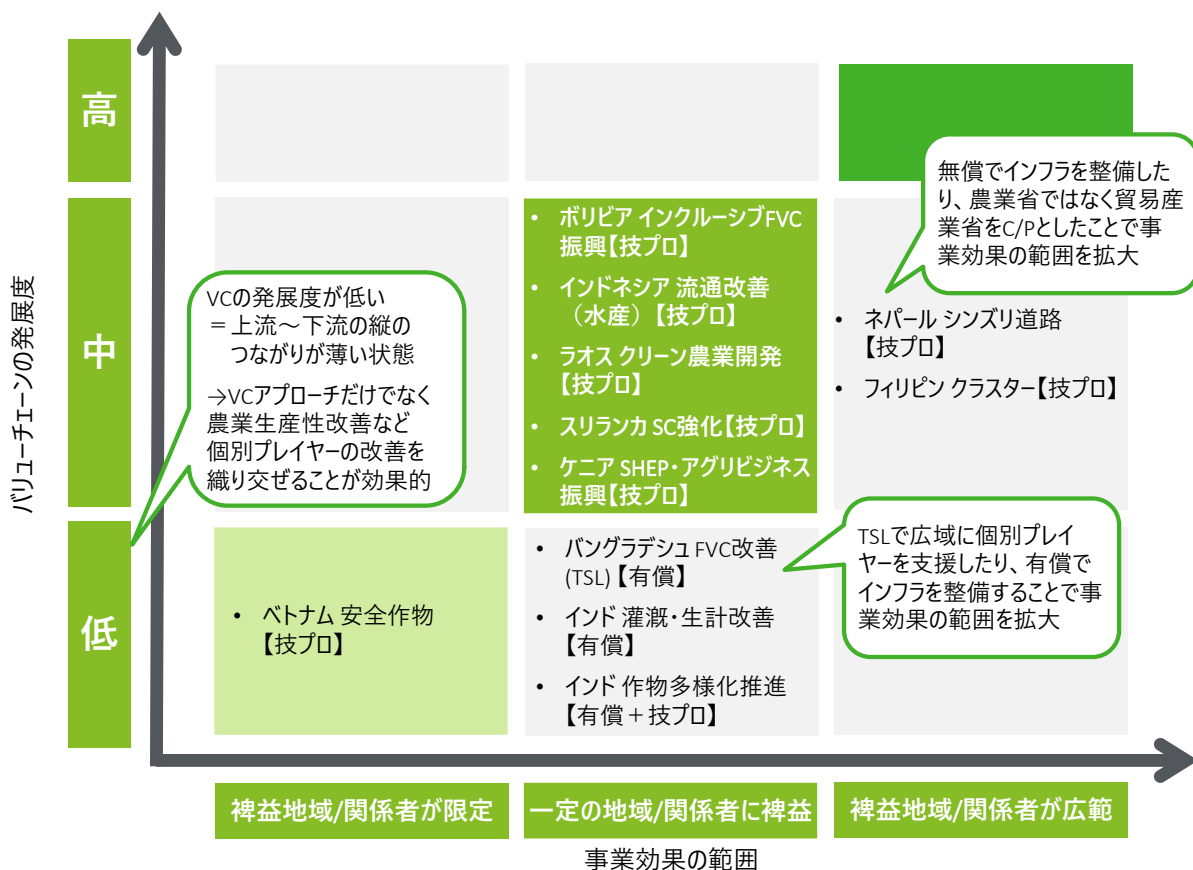 バリューチェーンの発展度
高
中
低
無償でインフラを整備した
り、農業省ではなく貿易産
業省をC/Pとしたことで事
業効果の範囲を拡大
・ ボリビア インクルーシブFVC
振興【技プロ】
・ インドネシア 流通改善
（水産）【技プロ】
・ ラオス クリーン農業開発
【技プロ】
・ スリランカ SC強化【技プロ】
・ ケニア SHEP・アグリビジネス
振興【技プロ】
・ ネパール シンズリ道路
【技プロ】
・ フィリピン クラスター【技プロ】
VCの発展度が低い
＝上流～下流の縦の
つながりが薄い状態
→VCアプローチだけでなく
農業生産性改善など
個別プレイヤーの改善を
織り交ぜることが効果的
・ ベトナム 安全作物
【技プロ】
・ バングラデシュ FVC改善
(TSL)【有償】
・ インド 灌漑・生計改善
【有償】
・ インド 作物多様化推進
【有償＋技プロ】
TSLで広域に個別プレイ
ヤーを支援したり、有償で
インフラを整備することで事
業効果の範囲を拡大
裨益地域/関係者が限定
一定の地域/関係者に裨益
裨益地域/関係者が広範
事業効果の範囲